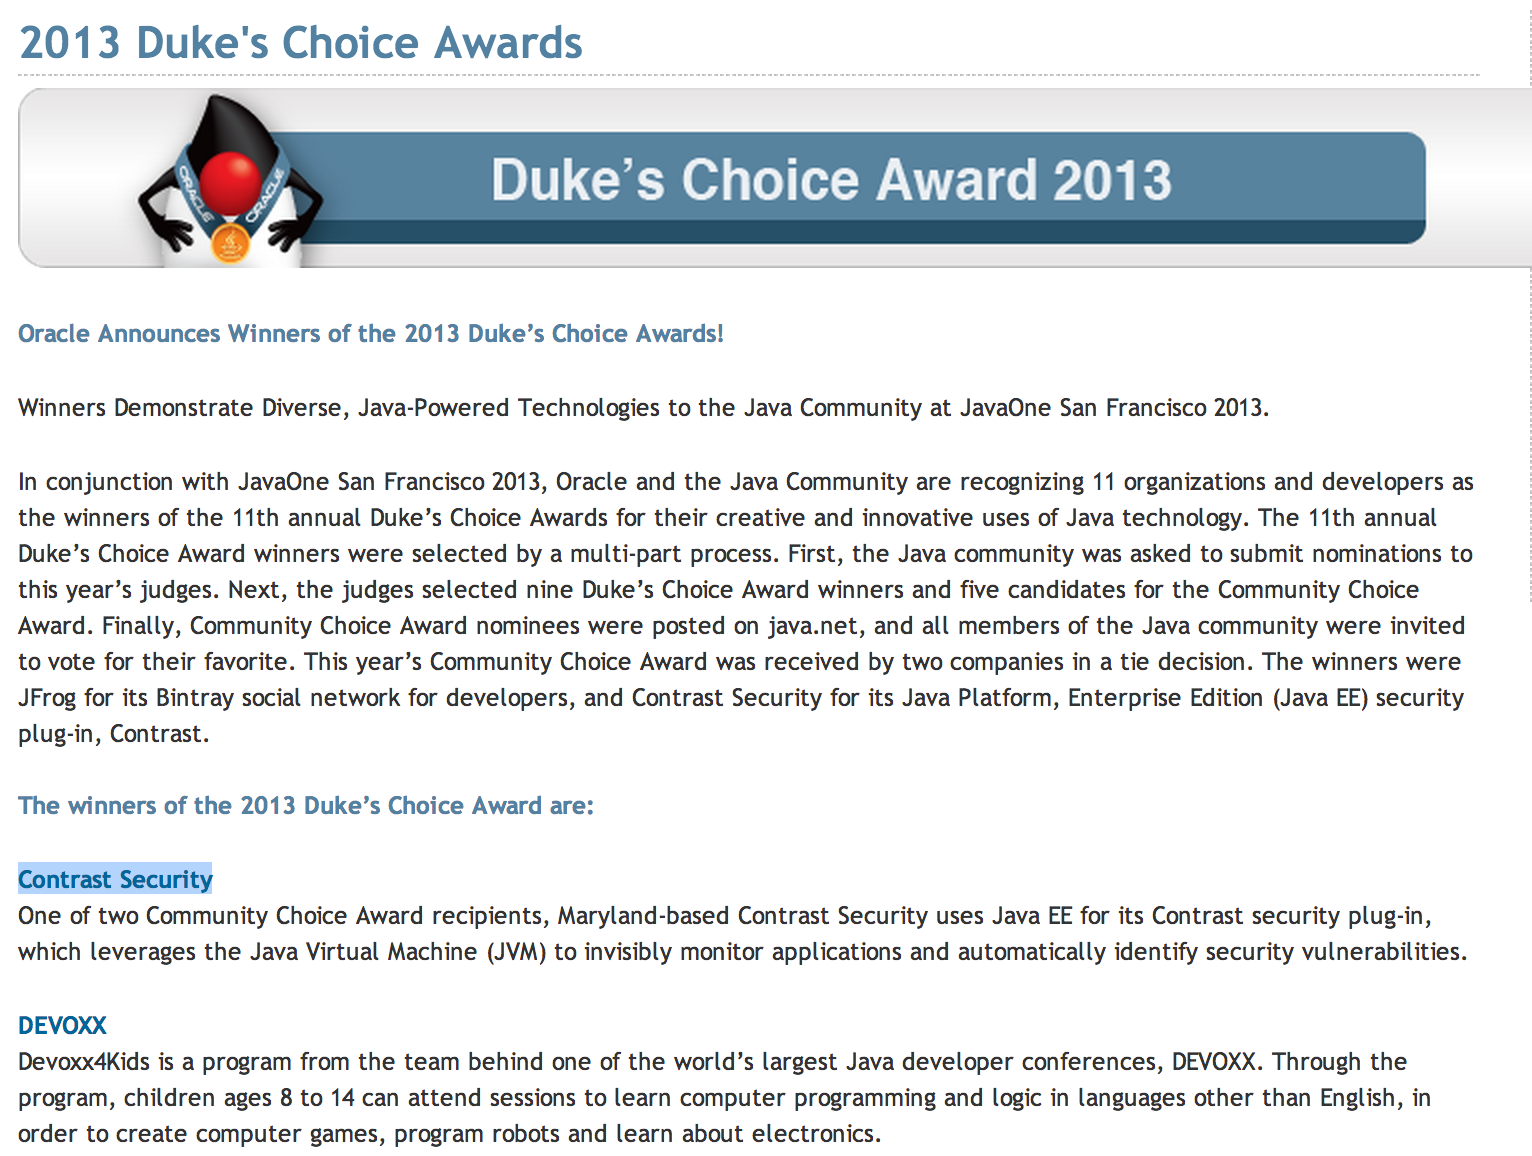 2013 Duke's Choice Awards
ORACLE ORACLE
Duke's Choice Award 2013
Oracle Announces Winners of the 2013 Duke’s Choice Awards!
Winners Demonstrate Diverse, Java-Powered Technologies to the Java Community at JavaOne San Francisco 2013.
In conjunction with JavaOne San Francisco 2013, Oracle and the Java Community are recognizing 11 organizations and developers as
the winners of the 11th annual Duke’s Choice Awards for their creative and innovative uses of Java technology. The 11th annual
Duke’s Choice Award winners were selected by a multi-part process. First, the Java community was asked to submit nominations to
this year’s judges. Next, the judges selected nine Duke’s Choice Award winners and five candidates for the Community Choice
Award. Finally, Community Choice Award nominees were posted on java.net, and all members of the Java community were invited
to vote for their favorite. This year’s Community Choice Award was received by two companies in a tie decision. The winners were
JFrog for its Bintray social network for developers, and Contrast Security for its Java Platform, Enterprise Edition (Java EE) security
plug-in, Contrast.
The winners of the 2013 Duke’s Choice Award are:
Contrast Security
One of two Community Choice Award recipients, Maryland-based Contrast Security uses Java EE for its Contrast security plug-in,
which leverages the Java Virtual Machine (JVM) to invisibly monitor applications and automatically identify security vulnerabilities.
DEVOXX
Devoxx4Kids is a program from the team behind one of the world’s largest Java developer conferences, DEVOXX. Through the
program, children ages 8 to 14 can attend sessions to learn computer programming and logic in languages other than English, in
order to create computer games, program robots and learn about electronics.